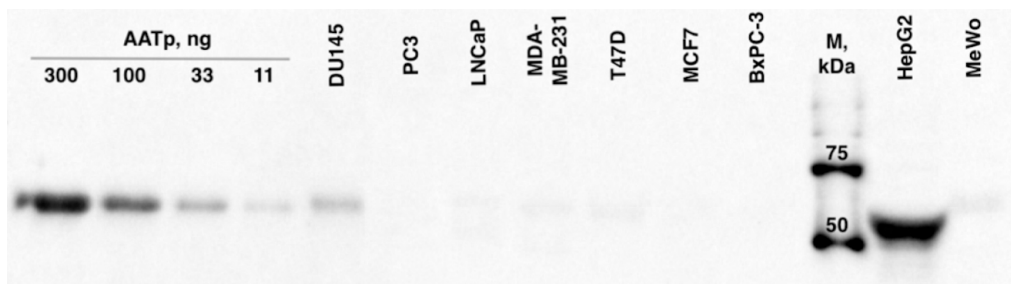 AATp, ng
300 100 33 11
DU145
PC3
LNCaP
MDA-
MB-231
T47D
MCF7
BxPC-3
M,
kDa
75
50
HepG2
MeWo